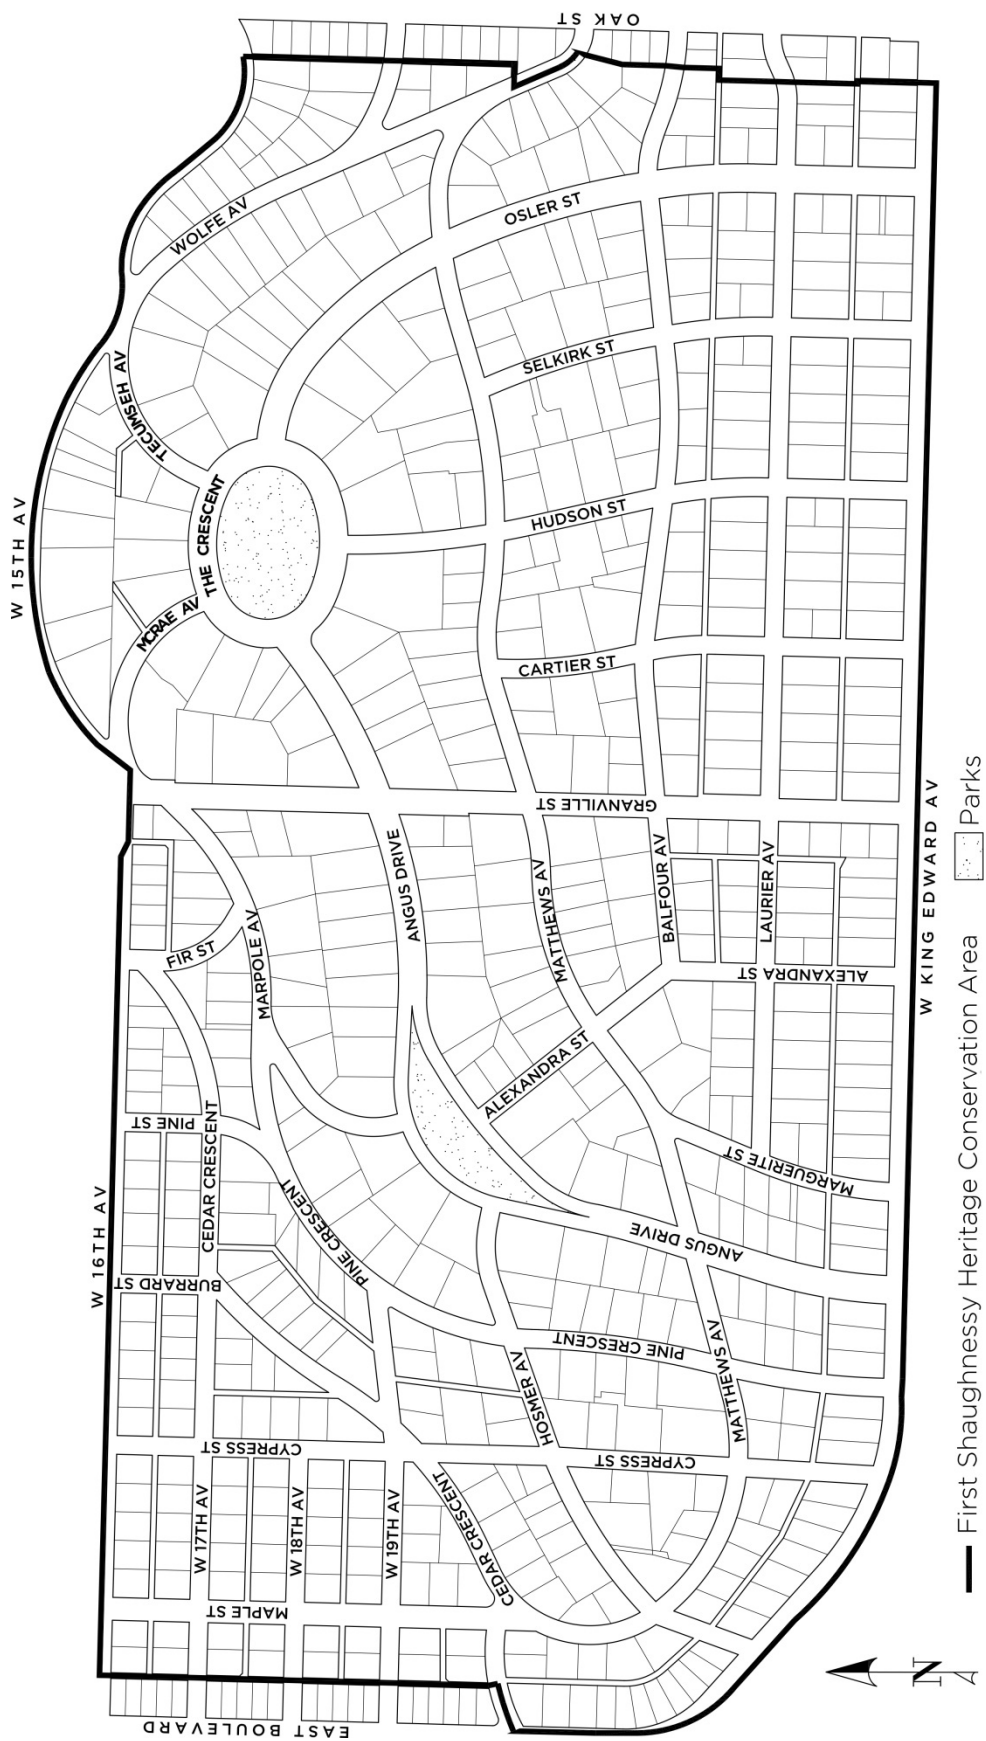 OAK ST
WOLFE AV
OSLER ST
TECUMSEH AV
SELKIRK ST
W 15TH AV
THE CRESCENT
HUDSON ST
MCRAE AV
CARTIER ST
GRANVILLE ST
ANGUS DRIVE
MATTHEWS AV
BALFOUR AV
LAURIER AV
W KING EDWARD AV
FIR ST
MARPOLE AV
ALEXANDRA ST
ALEXANDRA ST
PINE ST
CEDAR CRESCENT
MARGUERITE ST
W 16TH AV
PINE CRESCENT
ANGUS DRIVE
BURRARD ST
PINE CRESCENT
HOSMER AV
MATTHEWS AV
CYPRESS ST
CYPRESS ST
W 17TH AV
W 18TH AV
W 19TH AV
CEDAR CRESCENT
MAPLE ST
EAST BOULEVARD
N
First Shaughnessy Heritage Conservation Area
Parks